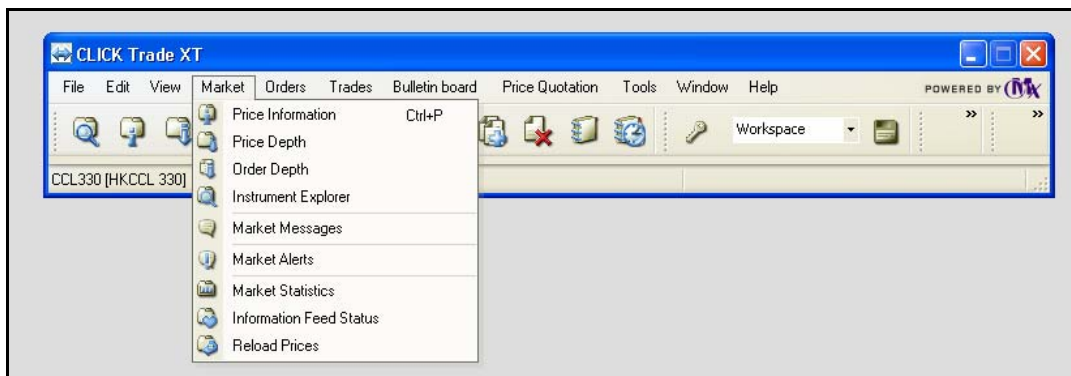 CLICK Trade XT
File Edit View Market Orders Trades Bulletin board Price Quotation Tools Window Help POWERED BY OMX
Price Information Ctrl+P
Workspace
Price Depth
Order Depth
CCL330 [HKCCL 330]
Instrument Explorer
Market Messages
Market Alerts
Market Statistics
Information Feed Status
Reload Prices